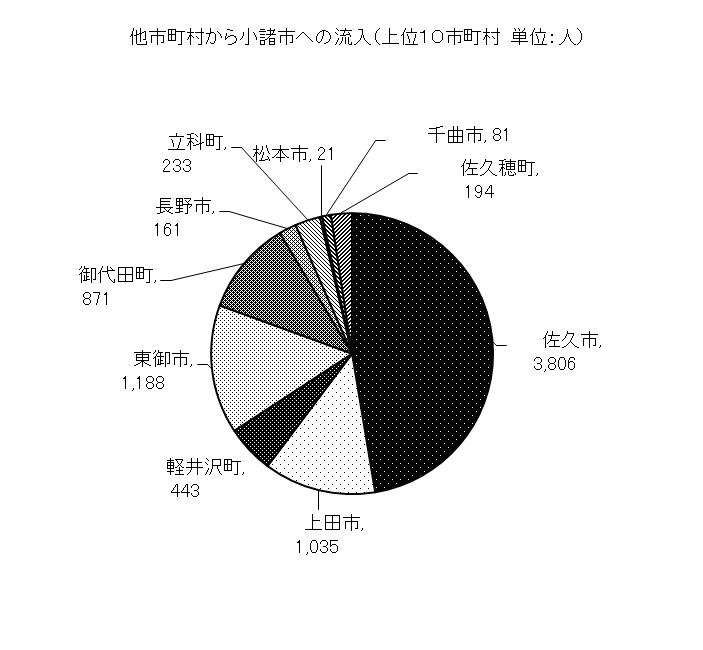 他市町村から小諸市への流入（上位１０市町村 単位：人）
千曲市, 81
佐久穂町,
194
佐久市,
3,806
上田市,
1,035
軽井沢町,
443
東御市,
1,188
御代田町,
871
長野市,
161
立科町,
233
松本市, 21